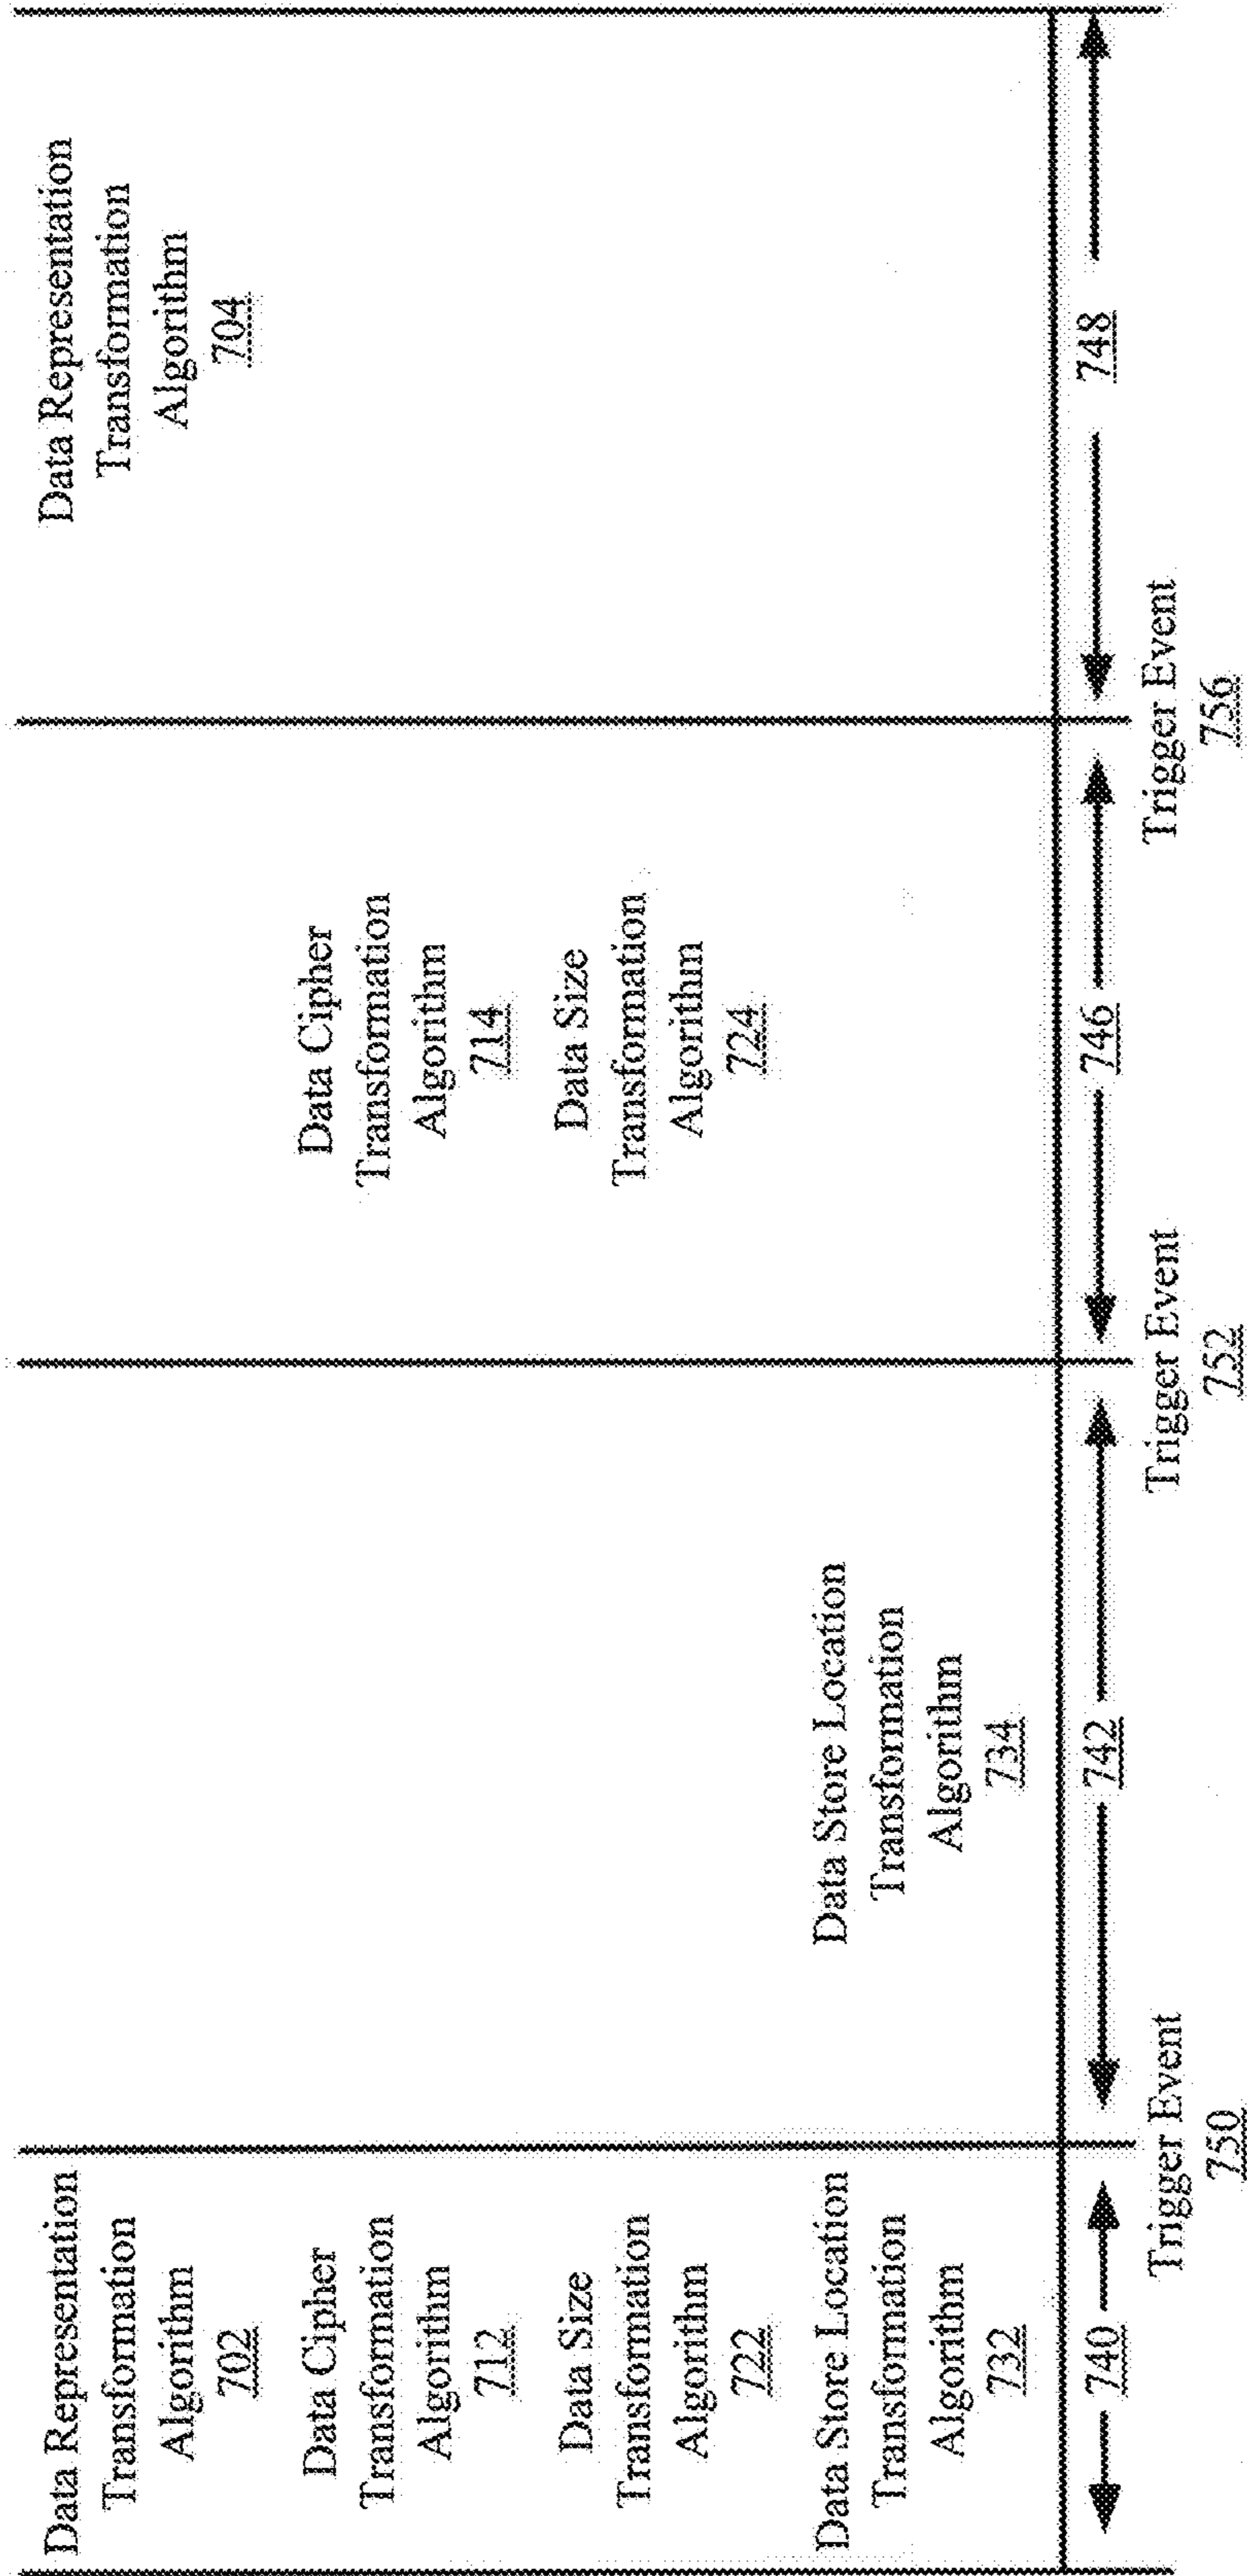 Data Representation
Transformation
Algorithm
702
Data Cipher
Transformation
Algorithm
712
Data Size
Transformation
Algorithm
722
Data Store Location
Transformation
Algorithm
732
Data Store Location
Transformation
Algorithm
734
Data Cipher
Transformation
Algorithm
714
Data Size
Transformation
Algorithm
724
Data Representation
Transformation
Algorithm
704
740
742
746
748
Trigger Event
750
Trigger Event
752
Trigger Event
756